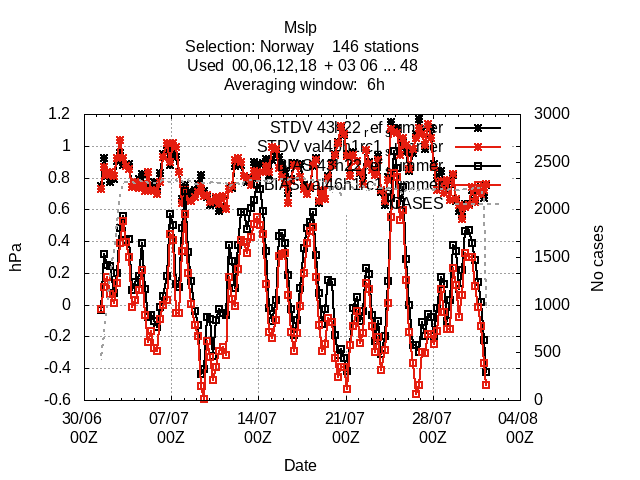 Mslp
Selection: Norway 146 stations
Used 00,06,12,18 + 03 06 ... 48
Averaging window: 6h
1.2 3000
STDV 43h22_ref_summer
1 STDV val46h1rc1_summer 2500
0.8
0.6 CASES 2000
0.4 1500
0.2
0 1000
-0.2
-0.4 500
-0.6 0
hPa
No cases
30/06 07/07 14/07 21/07 28/07 04/08
00Z 00Z 00Z 00Z 00Z 00Z
Date